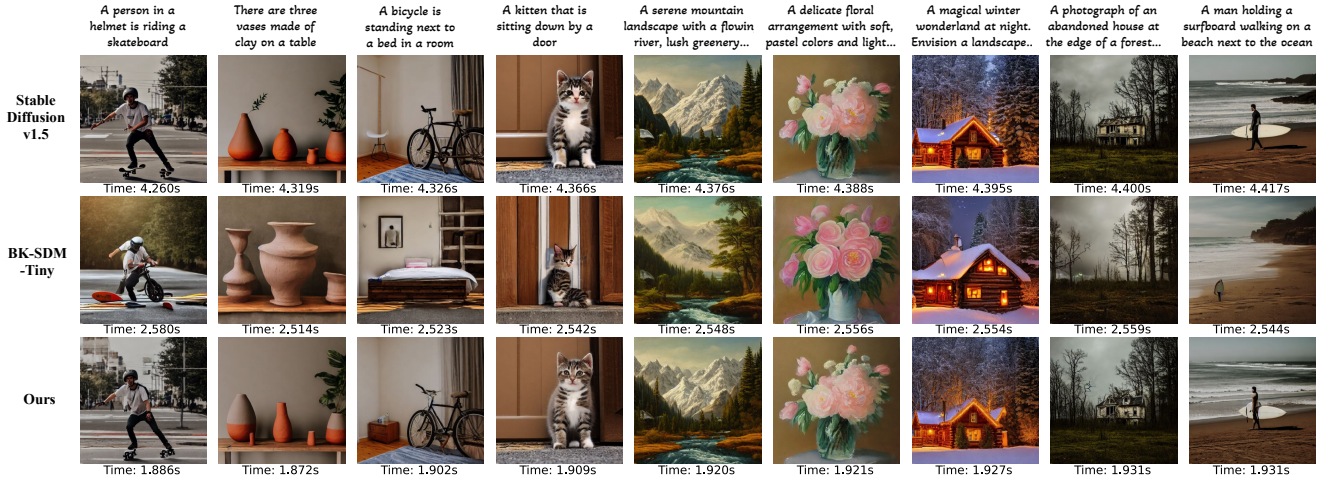 A person in a
helmet is riding a
skateboard
There are three
vases made of
clay on a table
A bicycle is
standing next to
a bed in a room
A kitten that is
sitting down by a
door
A serene mountain
landscape with a flowin
river, lush greenery...
A delicate floral
arrangement with soft,
pastel colors and light...
A magical winter
wonderland at night.
Envision a landscape..
A photograph of an
abandoned house at
the edge of a forest...
A man holding a
surfboard walking on a
beach next to the ocean
Stable
Diffusion
v1.5
Time: 4.260s
Time: 4.319s
Time: 4.326s
Time: 4.366s
Time: 4.376s
Time: 4.388s
Time: 4.395s
Time: 4.400s
Time: 4.417s
BK-SDM
-Tiny
Time: 2.580s
Time: 2.514s
Time: 2.523s
Time: 2.542s
Time: 2.548s
Time: 2.556s
Time: 2.554s
Time: 2.559s
Time: 2.544s
Ours
Time: 1.886s
Time: 1.872s
Time: 1.902s
Time: 1.909s
Time: 1.920s
Time: 1.921s
Time: 1.927s
Time: 1.931s
Time: 1.931s